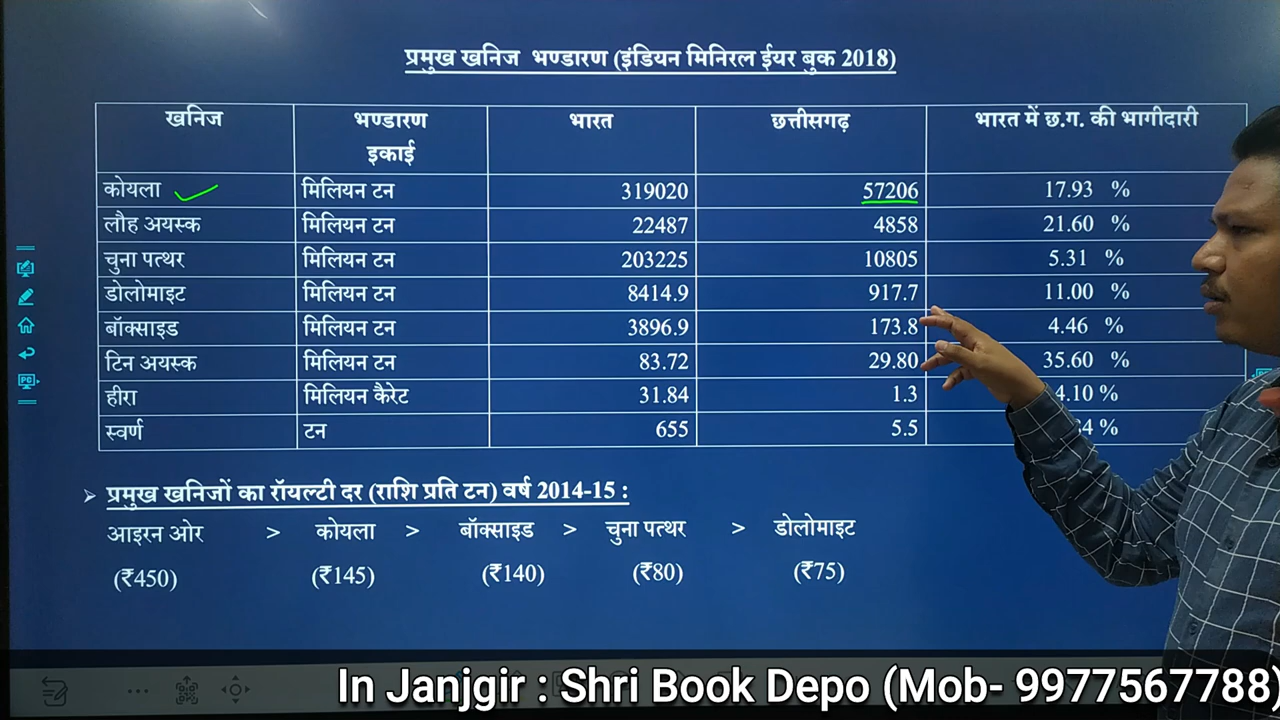 प्रमुख खनिज भण्डारण (इंडियन मिनिरल ईयर बुक 2018)
खनिज भण्डारण इकाई भारत छत्तीसगढ़ भारत में छ.ग. की भागीदारी
कोयला मिलियन टन 319020 57206 17.93 %
लौह अयस्क मिलियन टन 22487 4858 21.60 %
चुना पत्थर मिलियन टन 203225 10805 5.31 %
डोलोमाइट मिलियन टन 8414.9 917.7 11.00 %
बॉक्साइड मिलियन टन 3896.9 173.8 4.46 %
टिन अयस्क मिलियन टन 83.72 29.80 35.60 %
हीरा मिलियन कैरेट 31.84 1.3 4.10 %
स्वर्ण टन 655 5.5 %
➢ प्रमुख खनिजों का रॉयल्टी दर (राशि प्रति टन) वर्ष 2014-15 :
आइरन ओर > कोयला > बॉक्साइड > चुना पत्थर > डोलोमाइट
(₹450) (₹145) (₹140) (₹80) (₹75)
In Janjgir : Shri Book Depo (Mob- 9977567788)